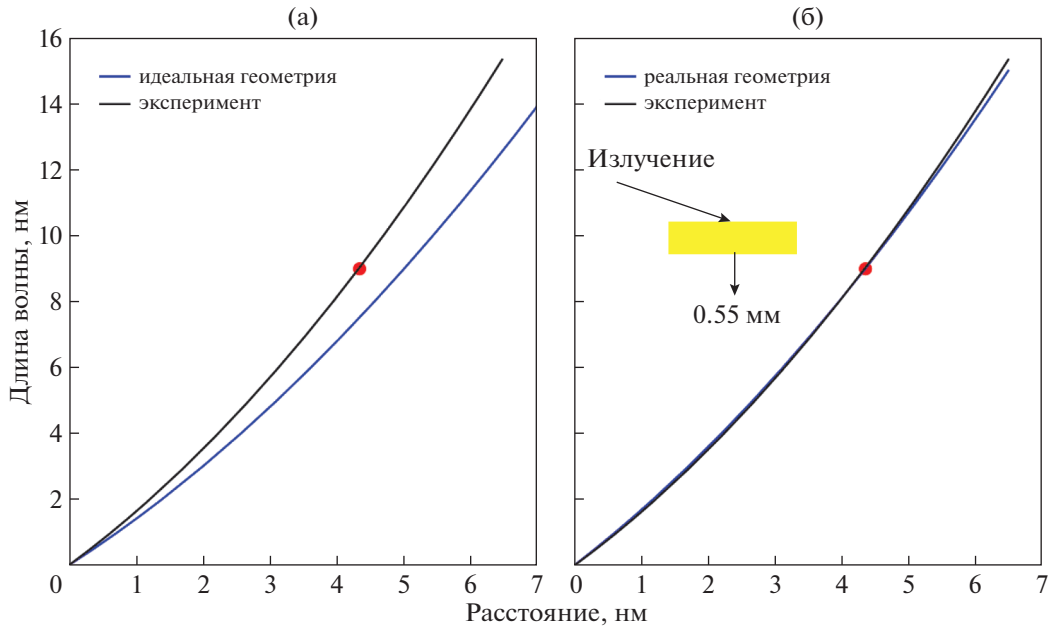 (а)
(б)
16
14
12
10
8
6
4
2
0
идеальная геометрия
эксперимент
реальная геометрия
эксперимент
Излучение
0.55 мм
Длина волны, нм
1
2
3
4
5
6
7
0
1
2
3
4
5
6
7
Расстояние, нм